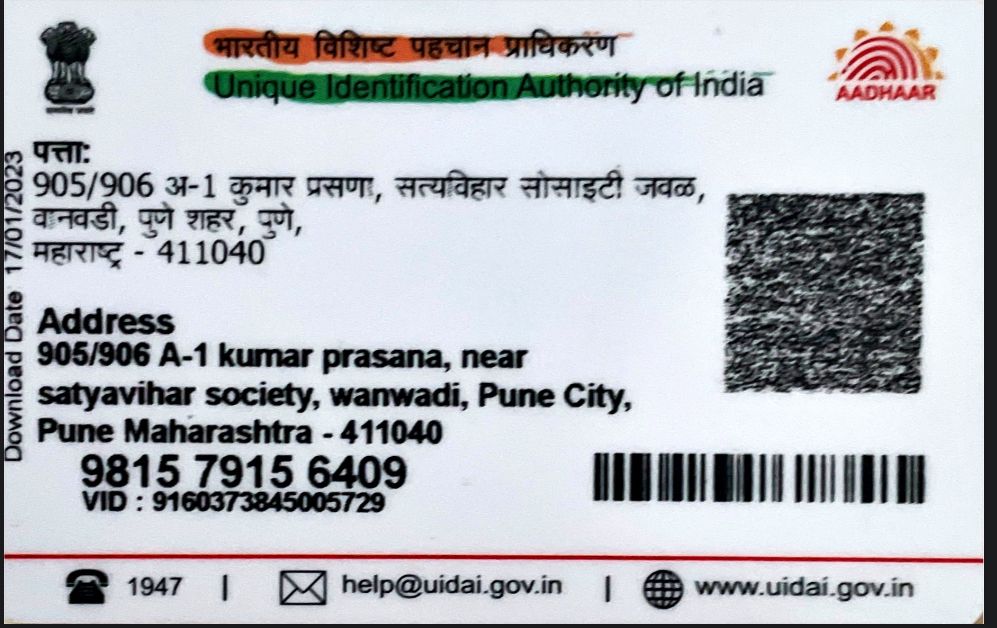 भारतीय विशिष्ट पहचान प्राधिकरण
Unique Identification Authority of India
AADHAAR
पत्ता:
905/906 अ-1 कुमार प्रसणा, सत्यविहार सोसाइटी जवळ,
वानवडी, पुणे शहर, पुणे,
महाराष्ट्र - 411040
Download Date 17/01/2023
Address
905/906 A-1 kumar prasana, near
satyavihar society, wanwadi, Pune City,
Pune Maharashtra - 411040
9815 7915 6409
VID : 9160373845005729
1947 | help@uidai.gov.in | www.uidai.gov.in